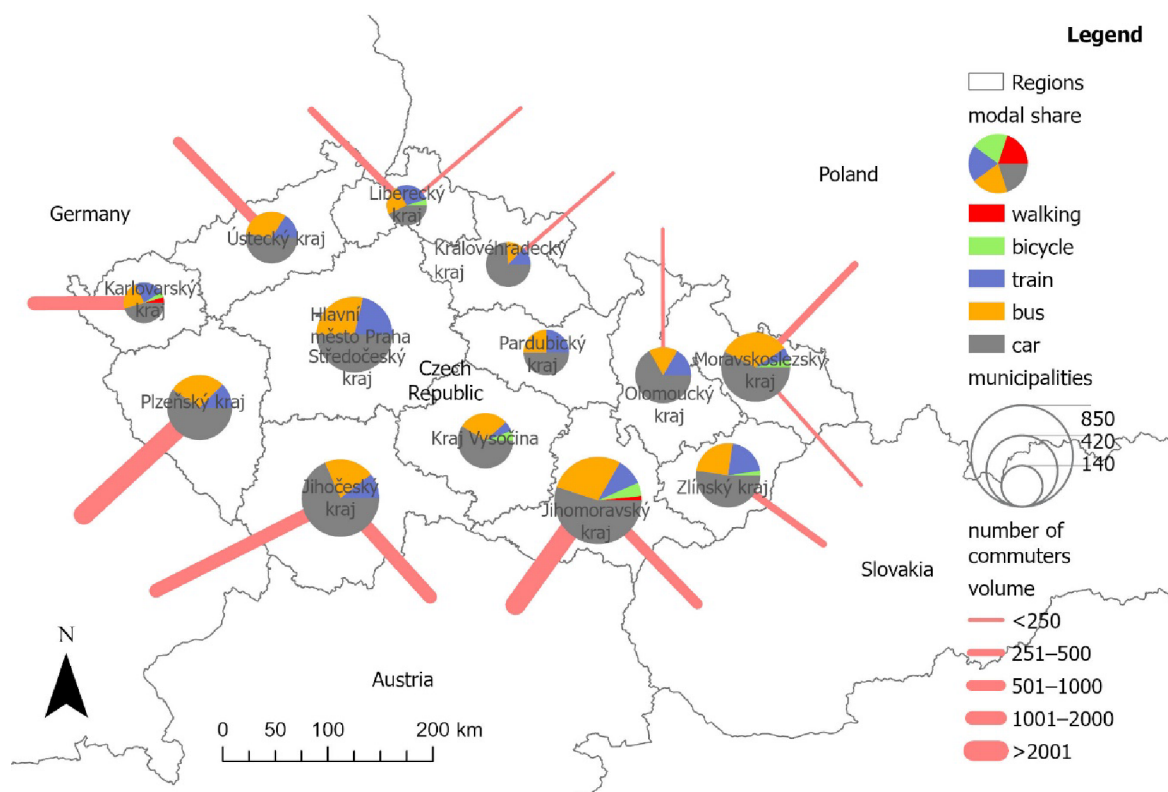 Legend
Regions
modal share
walking
bicycle
train
bus
car
municipalities
850
420
140
number of
commuters
volume
<250
251–500
501–1000
1001–2000
>2001
Germany
Poland
Slovakia
Austria
Czech
Republic
Liberecký
kraj
Ústecký kraj
Královéhradecký
kraj
Karlovarský
kraj
Hlavní
město Praha
Středočeský
kraj
Pardubický
kraj
Moravskoslezský
kraj
Olomoucký
kraj
Plzeňský kraj
Kraj Vysočina
Zlínský kraj
Jihočeský
kraj
Jihomoravský
kraj
N
0 50 100 200 km